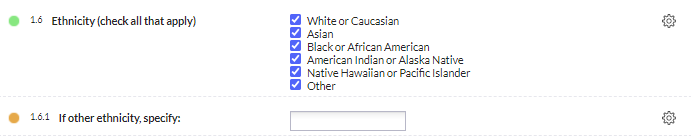 1.6 Ethnicity (check all that apply) White or Caucasian
Asian
Black or African American
American Indian or Alaska Native
Native Hawaiian or Pacific Islander
Other
1.6.1 If other ethnicity, specify: